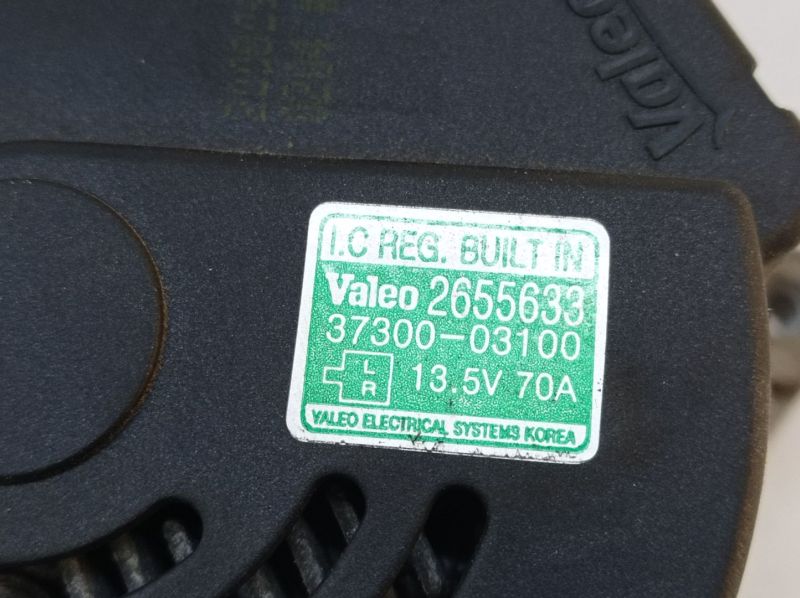 Valeo
I.C REG. BUILT IN
Valeo 2655633
37300-03100
L
R
13.5V 70A
VALEO ELECTRICAL SYSTEMS KOREA